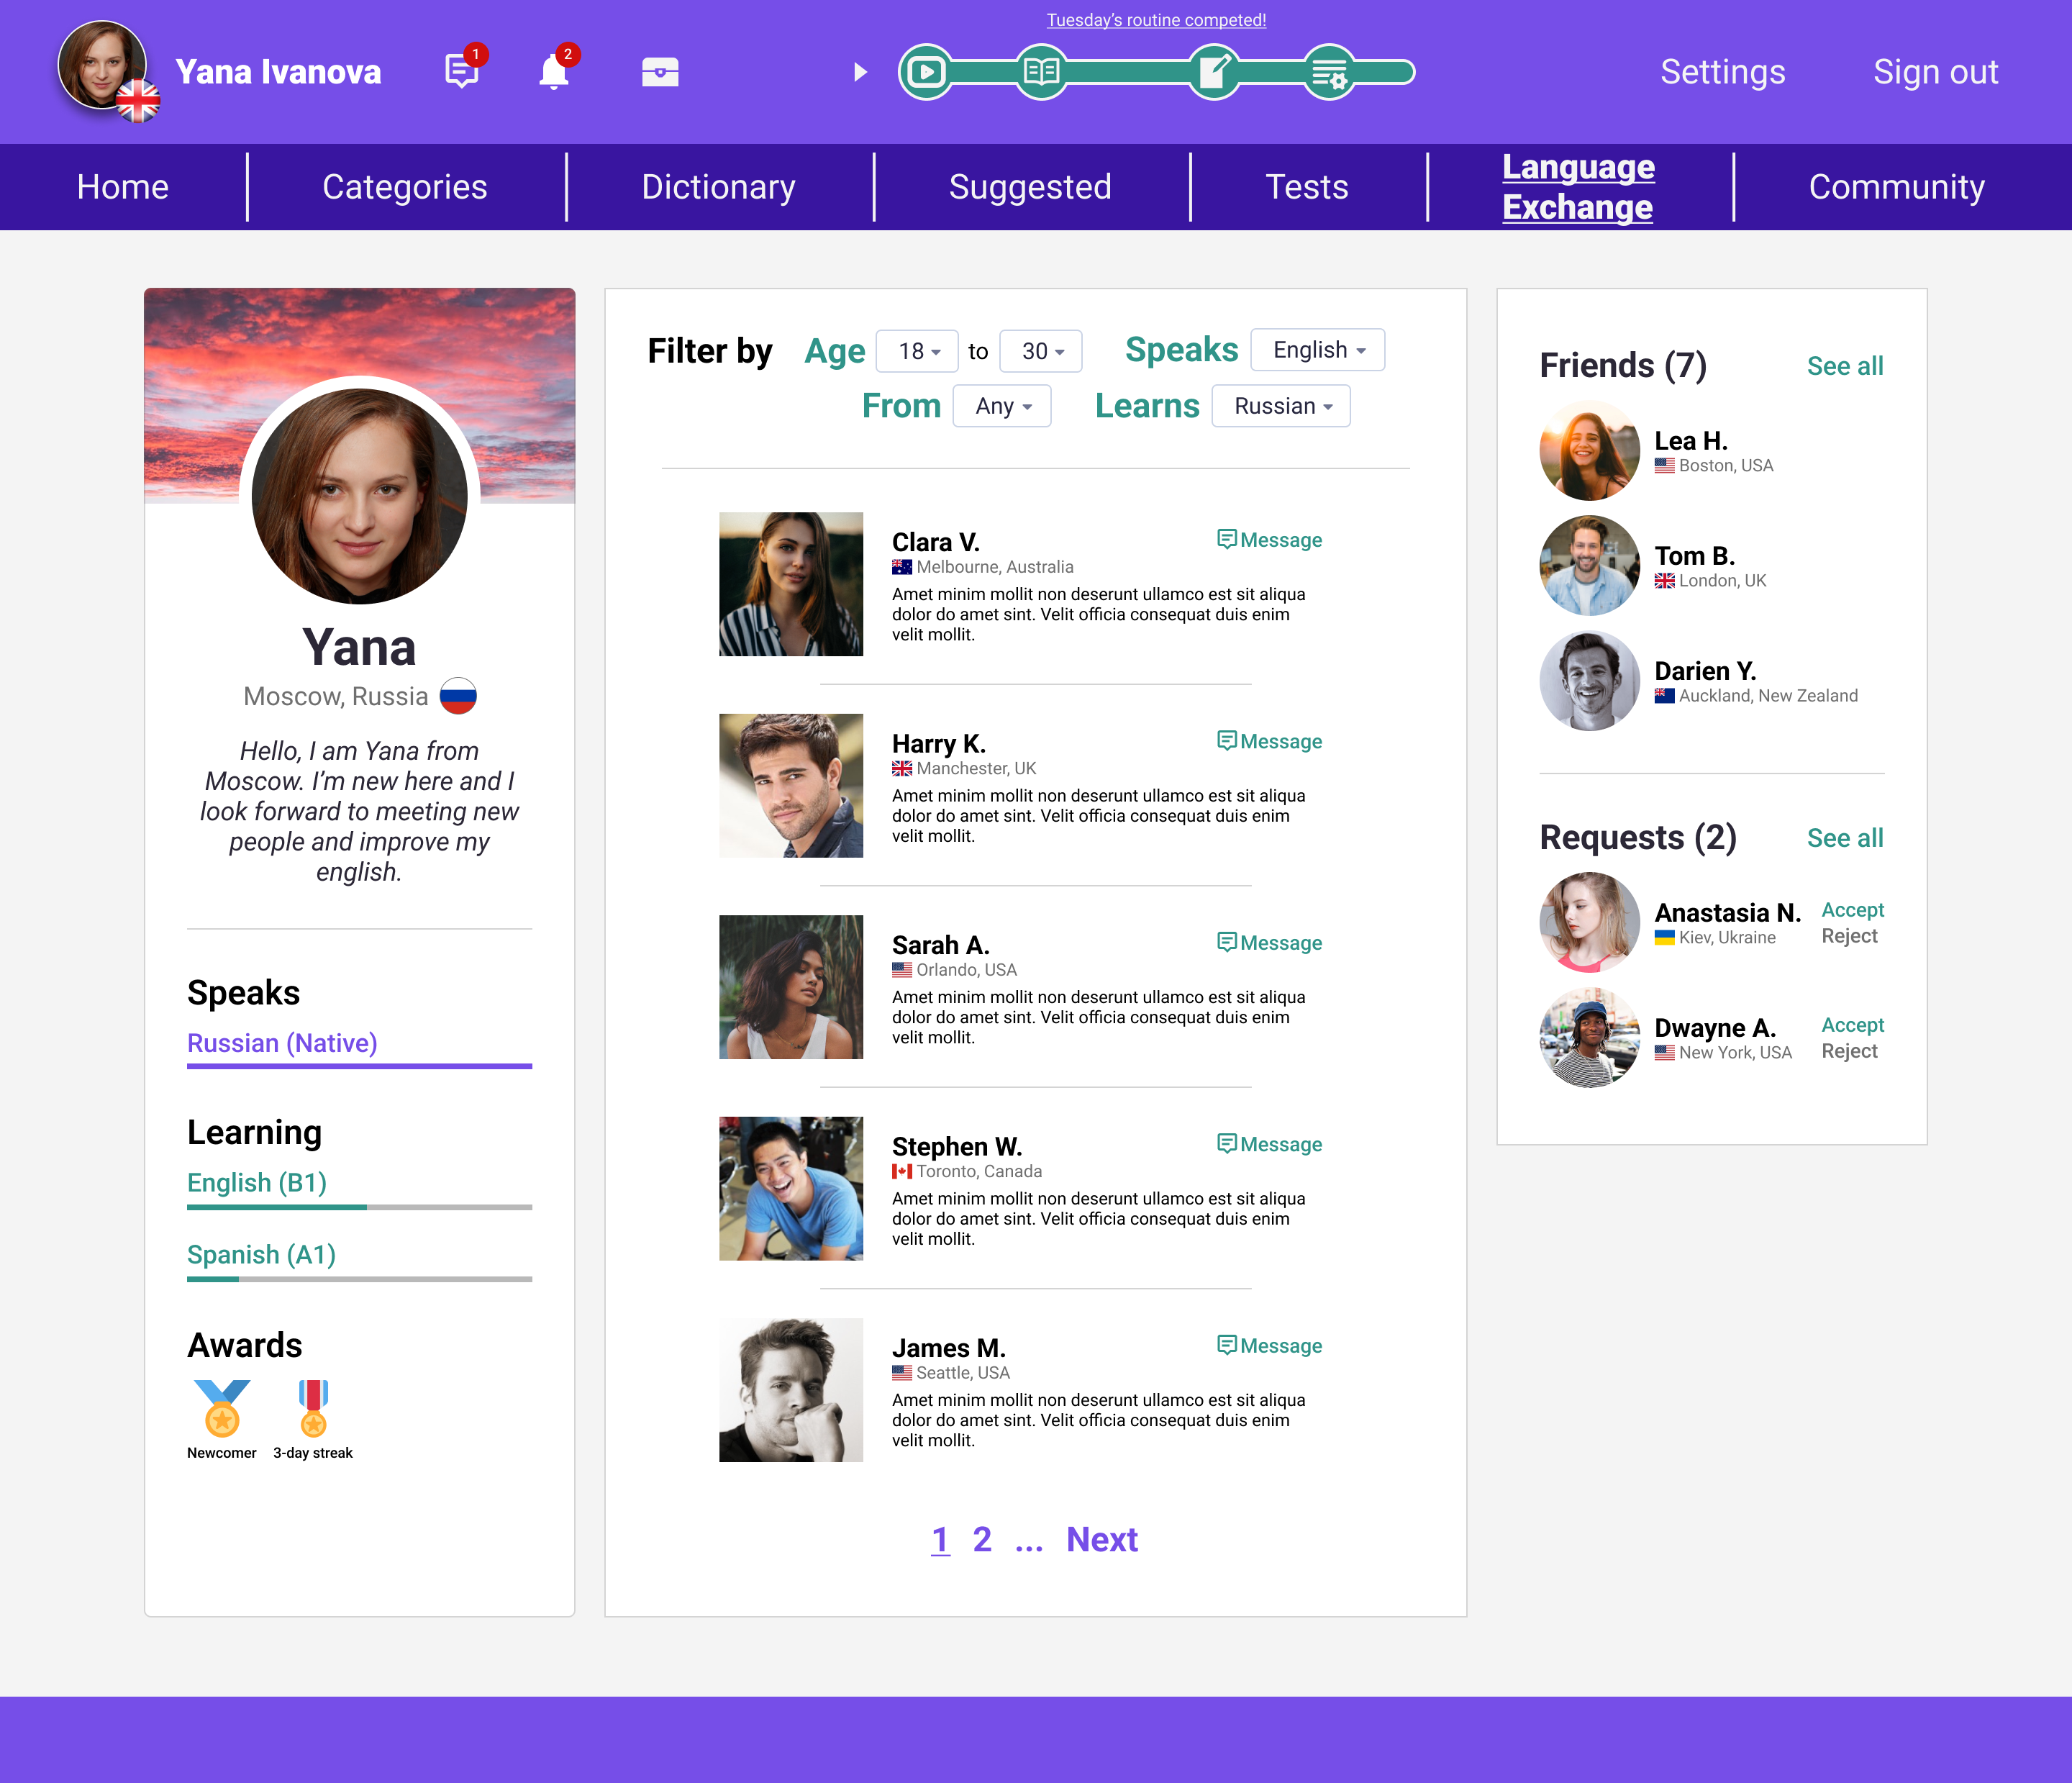 Tuesday's routine competed!
Yana Ivanova
1
2
Settings
Sign out
Home
Categories
Dictionary
Suggested
Tests
Language
Exchange
Community
Yana
Moscow, Russia
Hello, I am Yana from
Moscow. I'm new here and I
look forward to meeting new
people and improve my
english.
Speaks
Russian (Native)
Learning
English (B1)
Spanish (A1)
Awards
Newcomer
3-day streak
Filter by Age 18 to 30 Speaks English
From Any Learns Russian
Clara V.
Message
Melbourne, Australia
Amet minim mollit non deserunt ullamco est sit aliqua
dolor do amet sint. Velit officia consequat duis enim
velit mollit.
Harry K.
Message
Manchester, UK
Amet minim mollit non deserunt ullamco est sit aliqua
dolor do amet sint. Velit officia consequat duis enim
velit mollit.
Sarah A.
Message
Orlando, USA
Amet minim mollit non deserunt ullamco est sit aliqua
dolor do amet sint. Velit officia consequat duis enim
velit mollit.
Stephen W.
Message
Toronto, Canada
Amet minim mollit non deserunt ullamco est sit aliqua
dolor do amet sint. Velit officia consequat duis enim
velit mollit.
James M.
Message
Seattle, USA
Amet minim mollit non deserunt ullamco est sit aliqua
dolor do amet sint. Velit officia consequat duis enim
velit mollit.
1 2 ... Next
Friends (7)
See all
Lea H.
Boston, USA
Tom B.
London, UK
Darien Y.
Auckland, New Zealand
Requests (2)
See all
Anastasia N.
Kiev, Ukraine
Accept
Reject
Dwayne A.
New York, USA
Accept
Reject